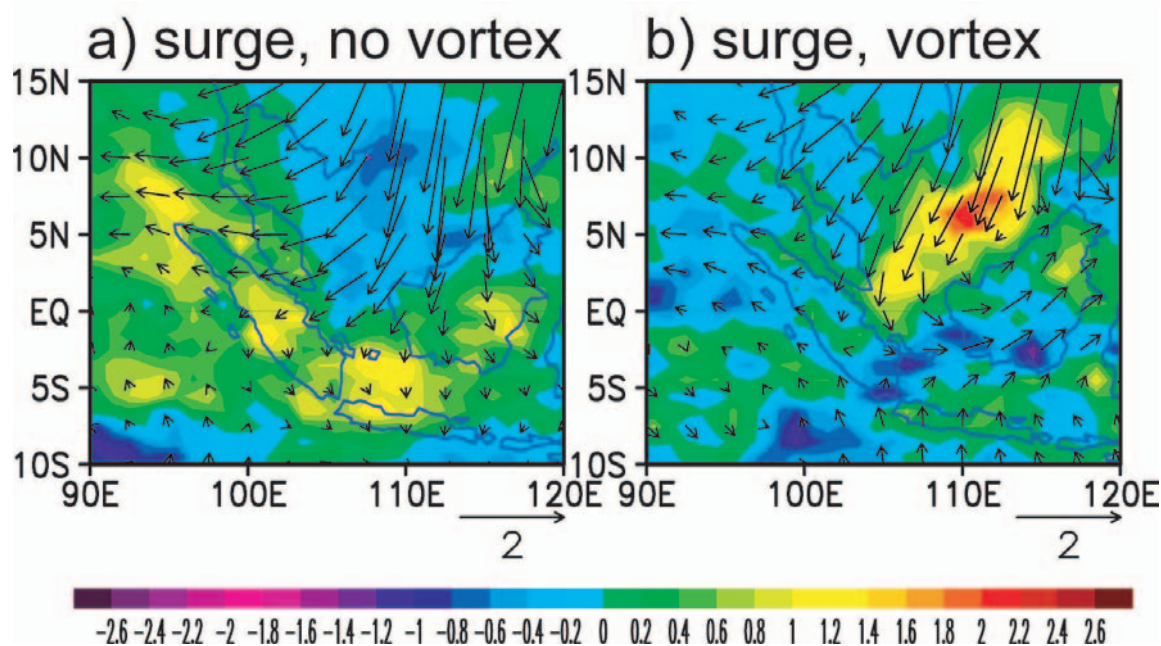 a) surge, no vortex b) surge, vortex
15N 15N
10N 10N
5N 5N
EQ EQ
5S 5S
10S 10S
90E 100E 110E 120E 90E 100E 110E 120E
2 2
-2.6 -2.4 -2.2 -2 -1.8 -1.6 -1.4 -1.2 -1 -0.8 -0.6 -0.4 -0.2 0 0.2 0.4 0.6 0.8 1 1.2 1.4 1.6 1.8 2 2.2 2.4 2.6